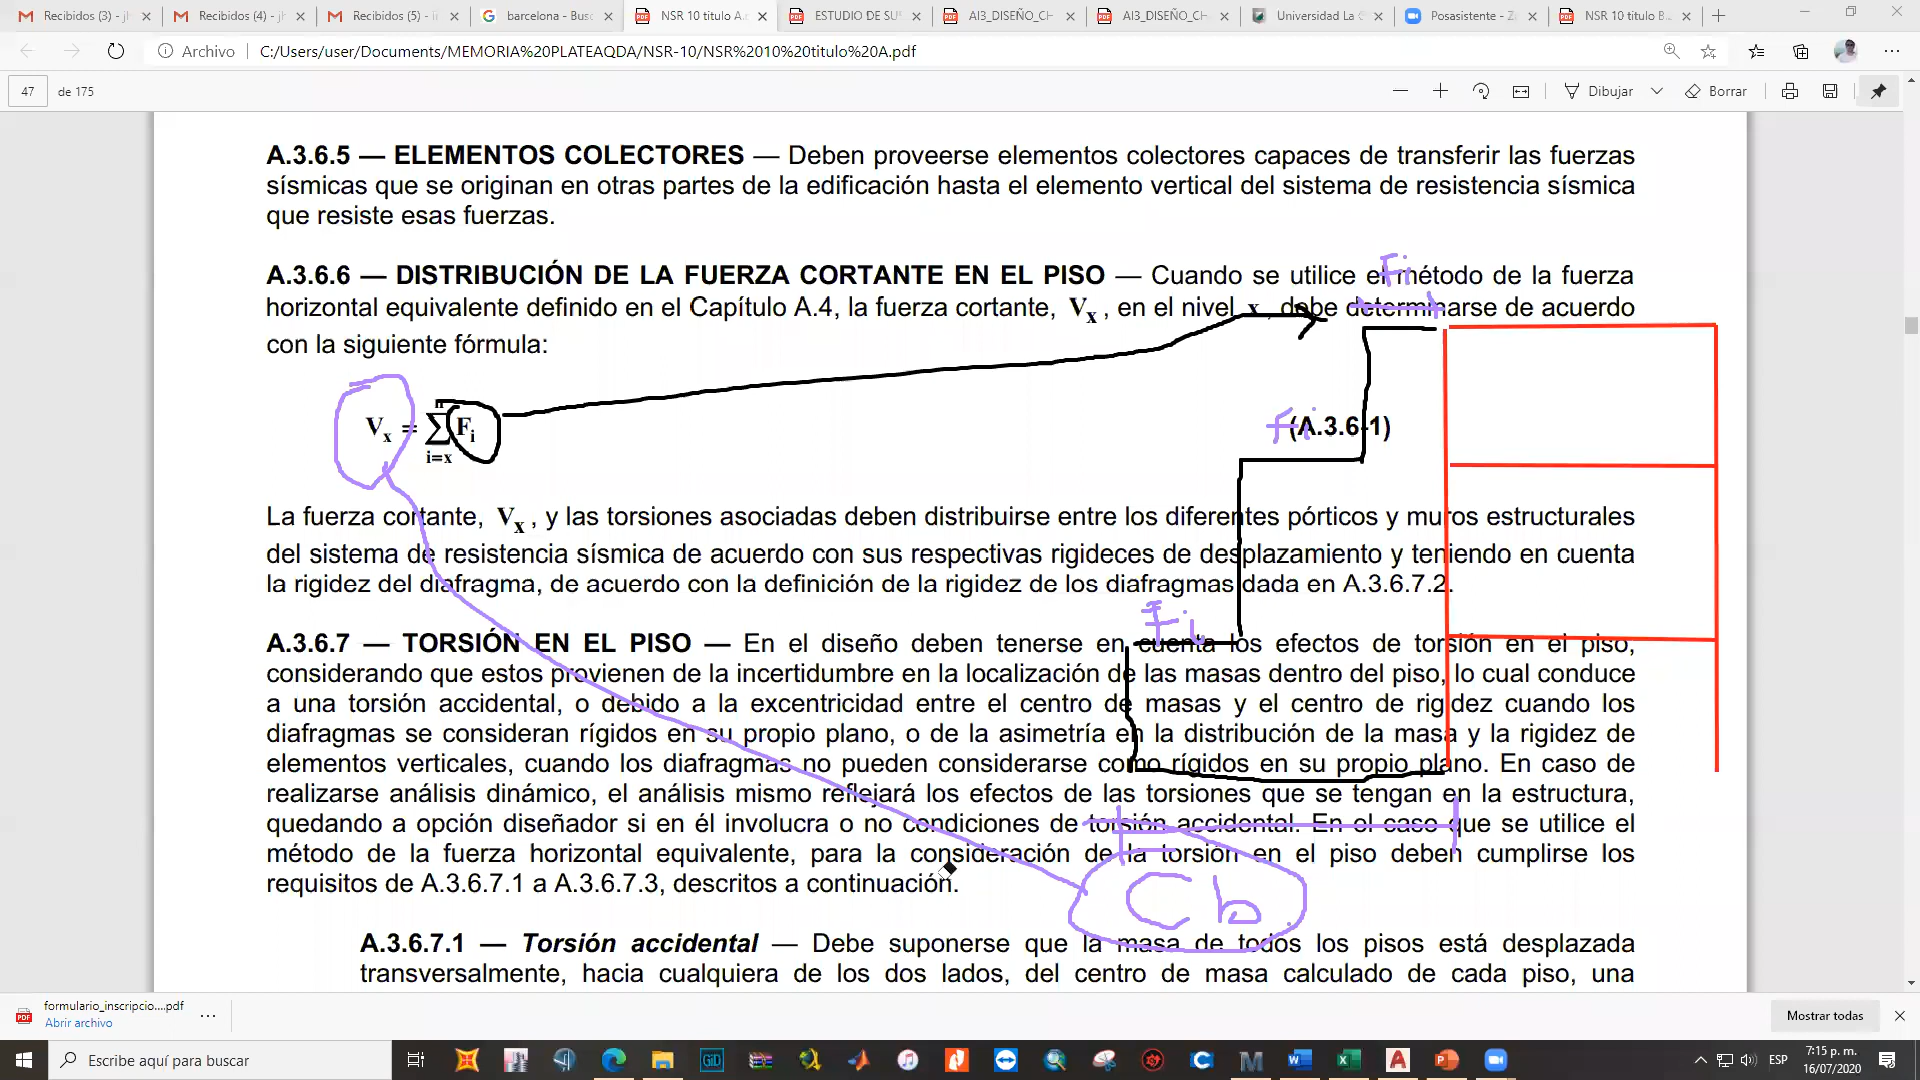 Recibidos (3) - jh
Recibidos (4) - jh
Recibidos (5) - li
barcelona - Busc
NSR 10 titulo A.
ESTUDIO DE SU
AI3_DISEÑO_CH
AI3_DISEÑO_CH
Universidad La G
Posasistente - Z
NSR 10 titulo B.
Archivo
C:/Users/user/Documents/MEMORIA%20PLATEAQDA/NSR-10/NSR%2010%20titulo%20A.pdf
47 de 175
Dibujar
Borrar
A.3.6.5 — ELEMENTOS COLECTORES — Deben proveerse elementos colectores capaces de transferir las fuerzas
sísmicas que se originan en otras partes de la edificación hasta el elemento vertical del sistema de resistencia sísmica
que resiste esas fuerzas.
Fi
A.3.6.6 — DISTRIBUCIÓN DE LA FUERZA CORTANTE EN EL PISO — Cuando se utilice el método de la fuerza
horizontal equivalente definido en el Capítulo A.4, la fuerza cortante, Vx, en el nivel x, debe determinarse de acuerdo
con la siguiente fórmula:
Vx = n∑i=x Fi
Fi
(A.3.6-1)
La fuerza cortante, Vx, y las torsiones asociadas deben distribuirse entre los diferentes pórticos y muros estructurales
del sistema de resistencia sísmica de acuerdo con sus respectivas rigideces de desplazamiento y teniendo en cuenta
la rigidez del diafragma, de acuerdo con la definición de la rigidez de los diafragmas dada en A.3.6.7.2.
Fi
A.3.6.7 — TORSIÓN EN EL PISO — En el diseño deben tenerse en cuenta los efectos de torsión en el piso,
considerando que estos provienen de la incertidumbre en la localización de las masas dentro del piso, lo cual conduce
a una torsión accidental, o debido a la excentricidad entre el centro de masas y el centro de rigidez cuando los
diafragmas se consideran rígidos en su propio plano, o de la asimetría en la distribución de la masa y la rigidez de
elementos verticales, cuando los diafragmas no pueden considerarse como rígidos en su propio plano. En caso de
realizarse análisis dinámico, el análisis mismo reflejará los efectos de las torsiones que se tengan en la estructura,
quedando a opción diseñador si en él involucra o no condiciones de torsión accidental. En el caso que se utilice el
método de la fuerza horizontal equivalente, para la consideración de la torsión en el piso deben cumplirse los
requisitos de A.3.6.7.1 a A.3.6.7.3, descritos a continuación.
Cb
A.3.6.7.1 — Torsión accidental — Debe suponerse que la masa de todos los pisos está desplazada
transversalmente, hacia cualquiera de los dos lados, del centro de masa calculado de cada piso, una
formulario_inscripcio....pdf
Abrir archivo
Mostrar todas
Escribe aquí para buscar
ESP
7:15 p. m.
16/07/2020